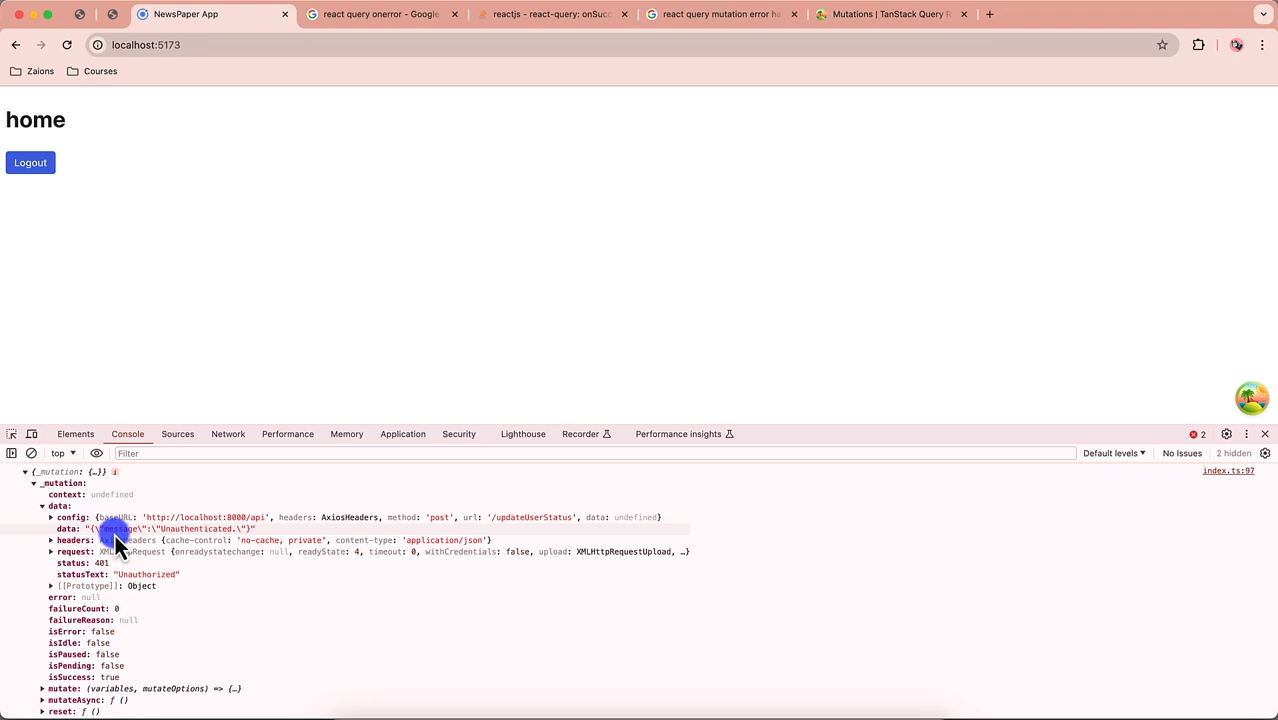 NewsPaper App
react query onerror - Google
reactjs - react-query: onSucc
react query mutation error ha
Mutations | TanStack Query R
localhost:5173
Zaions
Courses
home
Logout
Elements Console Sources Network Performance Memory Application Security Lighthouse Recorder Performance insights 2
top Filter Default levels No Issues 2 hidden
{_mutation: {…}} i index.ts:97
_mutation:
context: undefined
data:
config: {baseURL: 'http://localhost:8000/api', headers: AxiosHeaders, method: 'post', url: '/updateUserStatus', data: undefined}
data: "{\"message\":\"Unauthenticated.\"}"
headers: AxiosHeaders {cache-control: 'no-cache, private', content-type: 'application/json'}
request: XMLHttpRequest {onreadystatechange: null, readyState: 4, timeout: 0, withCredentials: false, upload: XMLHttpRequestUpload, …}
status: 401
statusText: "Unauthorized"
[[Prototype]]: Object
error: null
failureCount: 0
failureReason: null
isError: false
isIdle: false
isPaused: false
isPending: false
isSuccess: true
mutate: (variables, mutateOptions) => {…}
mutateAsync: ƒ ()
reset: ƒ ()